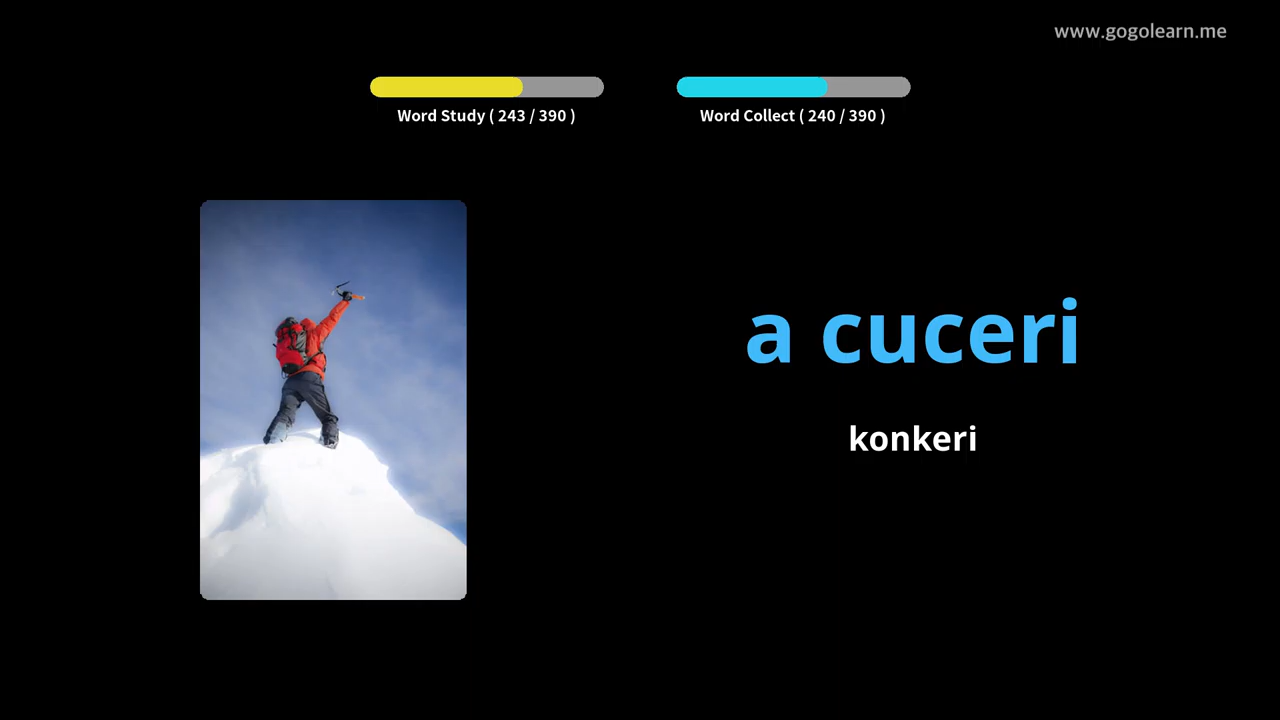 www.gogolearn.me
Word Study ( 243 / 390 )
Word Collect ( 240 / 390 )
a cuceri
konkeri